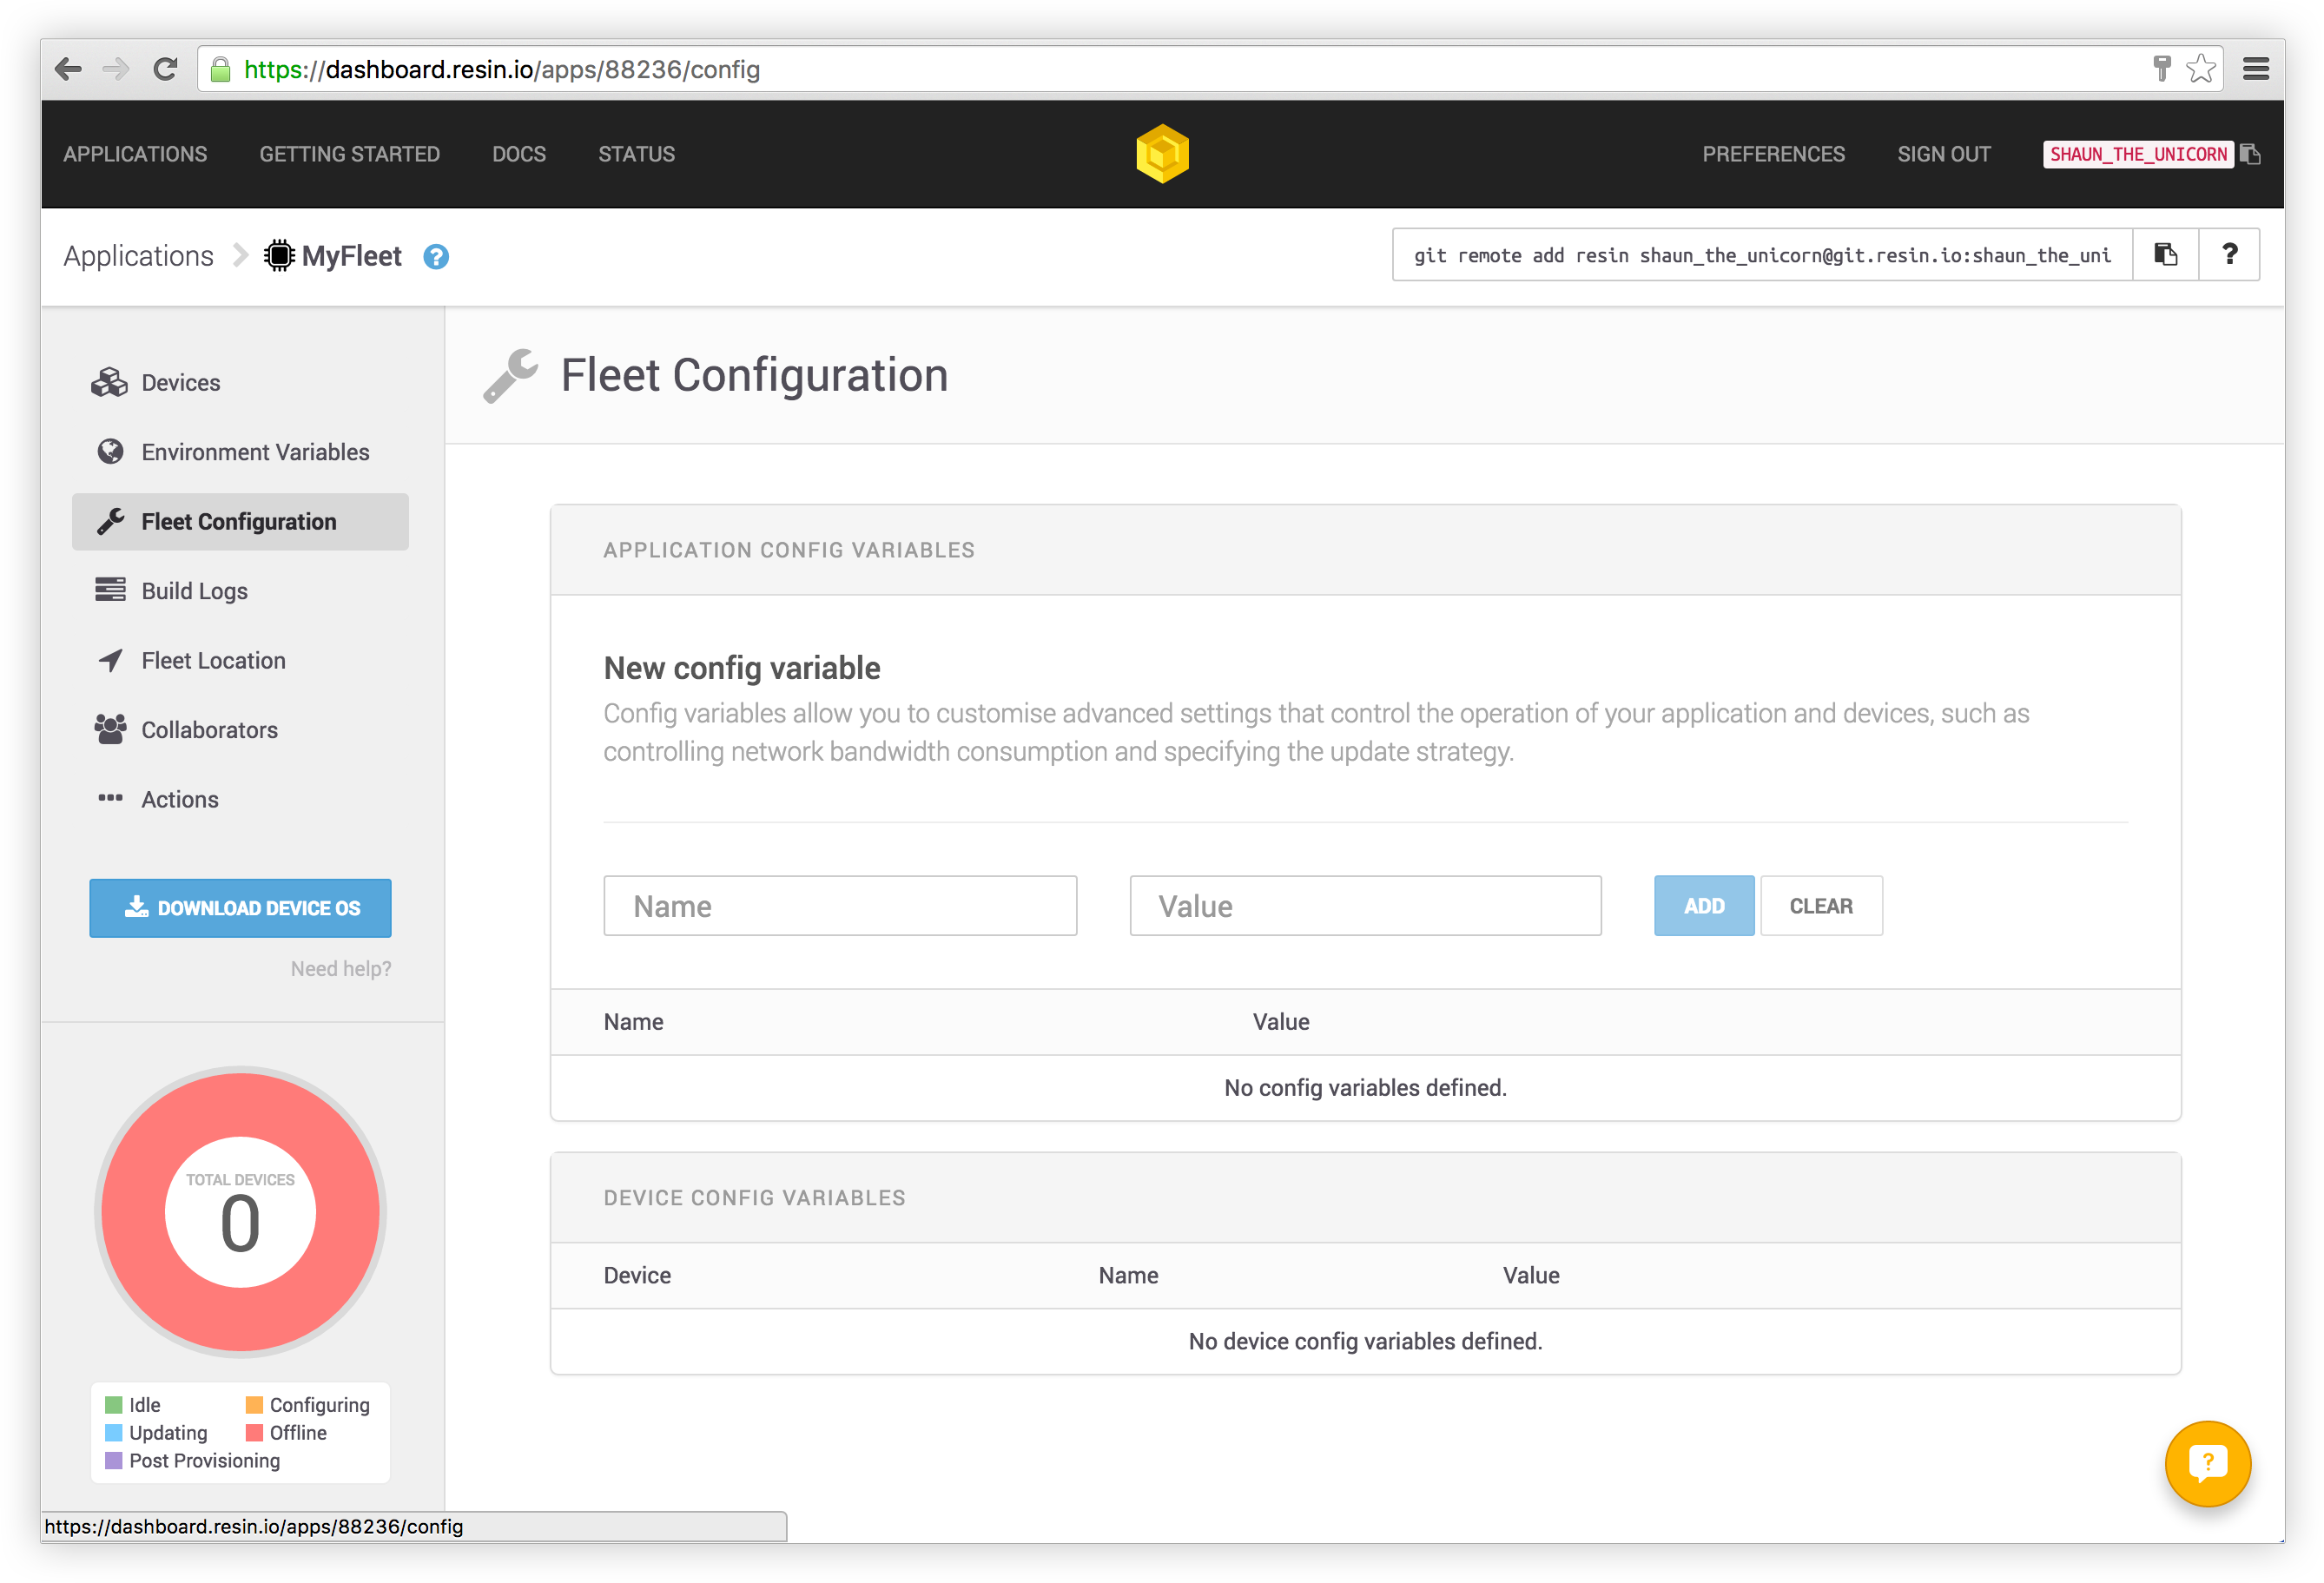 https://dashboard.resin.io/apps/88236/config
APPLICATIONS GETTING STARTED DOCS STATUS PREFERENCES SIGN OUT SHAUN_THE_UNICORN
Applications MyFleet ? git remote add resin shaun_the_unicorn@git.resin.io:shaun_the_uni ?
Devices
Environment Variables
Fleet Configuration
Build Logs
Fleet Location
Collaborators
Actions
DOWNLOAD DEVICE OS
Need help?
TOTAL DEVICES
0
Idle Configuring
Updating Offline
Post Provisioning
Fleet Configuration
APPLICATION CONFIG VARIABLES
New config variable
Config variables allow you to customise advanced settings that control the operation of your application and devices, such as
controlling network bandwidth consumption and specifying the update strategy.
Name Value ADD CLEAR
Name Value
No config variables defined.
DEVICE CONFIG VARIABLES
Device Name Value
No device config variables defined.
?
https://dashboard.resin.io/apps/88236/config